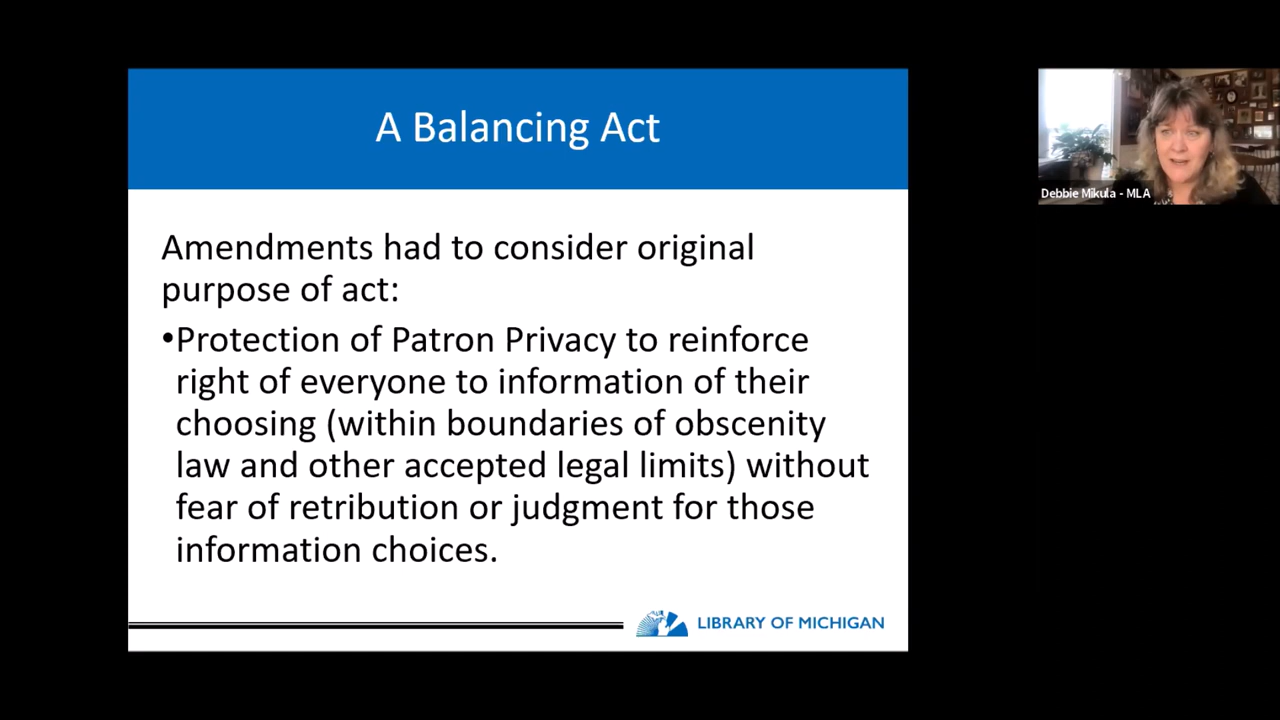 A Balancing Act
Amendments had to consider original
purpose of act:
•Protection of Patron Privacy to reinforce
right of everyone to information of their
choosing (within boundaries of obscenity
law and other accepted legal limits) without
fear of retribution or judgment for those
information choices.
LIBRARY OF MICHIGAN
Debbie Mikula - MLA